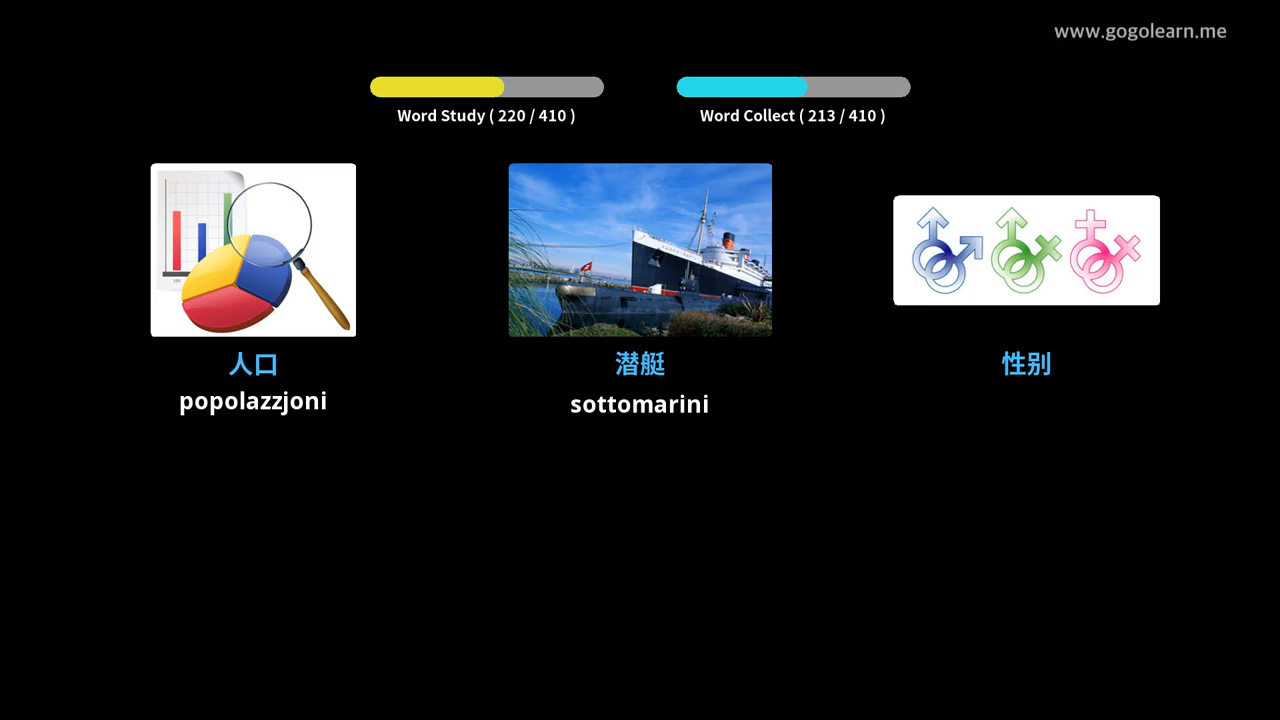 www.gogolearn.me
Word Study ( 220 / 410 )
Word Collect ( 213 / 410 )
人口
潜艇
性别
popolazzjoni
sottomarini